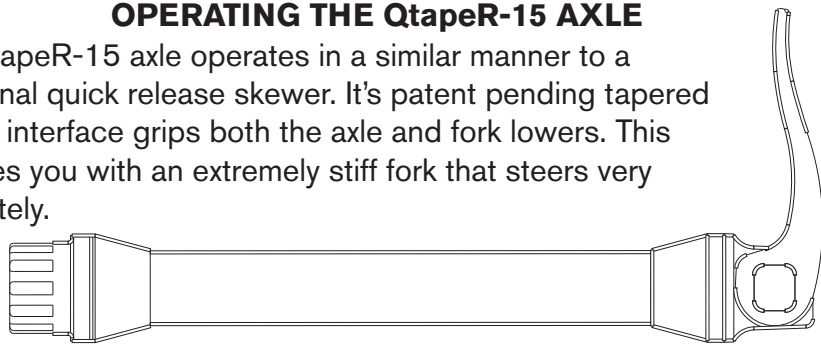 OPERATING THE QtapeR-15 AXLE
apeR-15 axle operates in a similar manner to a
nal quick release skewer. It’s patent pending tapered
interface grips both the axle and fork lowers. This
es you with an extremely stiff fork that steers very
tely.